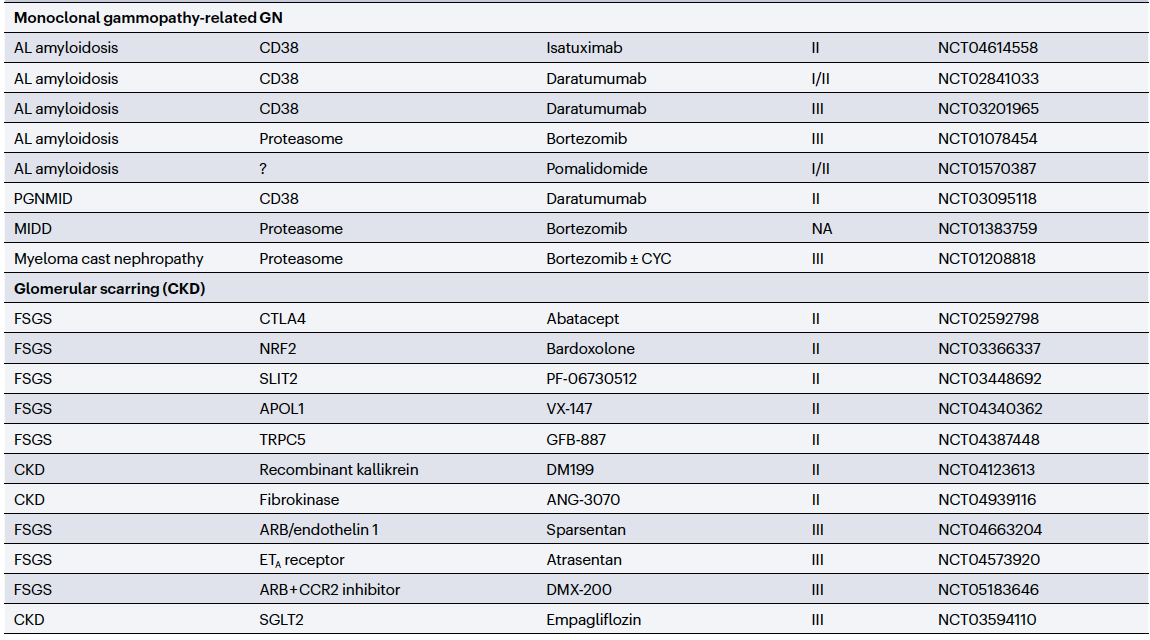 Monoclonal gammopathy-related GN
AL amyloidosis CD38 Isatuximab II NCT04614558
AL amyloidosis CD38 Daratumumab I/II NCT02841033
AL amyloidosis CD38 Daratumumab III NCT03201965
AL amyloidosis Proteasome Bortezomib III NCT01078454
AL amyloidosis ? Pomalidomide I/II NCT01570387
PGNMID CD38 Daratumumab II NCT03095118
MIDD Proteasome Bortezomib NA NCT01383759
Myeloma cast nephropathy Proteasome Bortezomib ± CYC III NCT01208818
Glomerular scarring (CKD)
FSGS CTLA4 Abatacept II NCT02592798
FSGS NRF2 Bardoxolone II NCT03366337
FSGS SLIT2 PF-06730512 II NCT03448692
FSGS APOL1 VX-147 II NCT04340362
FSGS TRPC5 GFB-887 II NCT04387448
CKD Recombinant kallikrein DM199 II NCT04123613
CKD Fibrokinase ANG-3070 II NCT04939116
FSGS ARB/endothelin 1 Sparsentan III NCT04663204
FSGS ETA receptor Atrasentan III NCT04573920
FSGS ARB + CCR2 inhibitor DMX-200 III NCT05183646
CKD SGLT2 Empagliflozin III NCT03594110